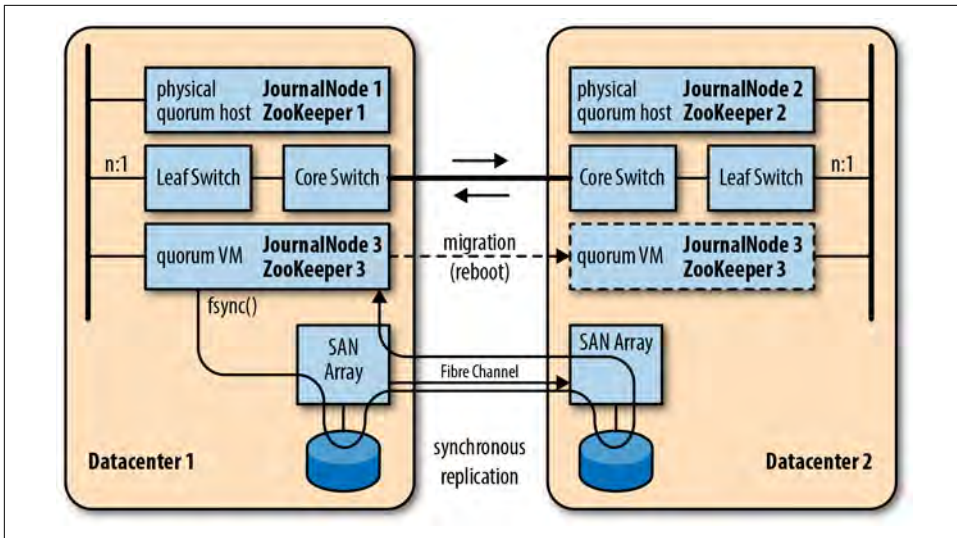 physical
quorum host
JournalNode 1
ZooKeeper 1
n:1
Leaf Switch
Core Switch
quorum VM
JournalNode 3
ZooKeeper 3
fsync()
SAN
Array
Datacenter 1
migration
(reboot)
Fibre Channel
synchronous
replication
physical
quorum host
JournalNode 2
ZooKeeper 2
Core Switch
Leaf Switch
n:1
quorum VM
JournalNode 3
ZooKeeper 3
SAN Array
Datacenter 2